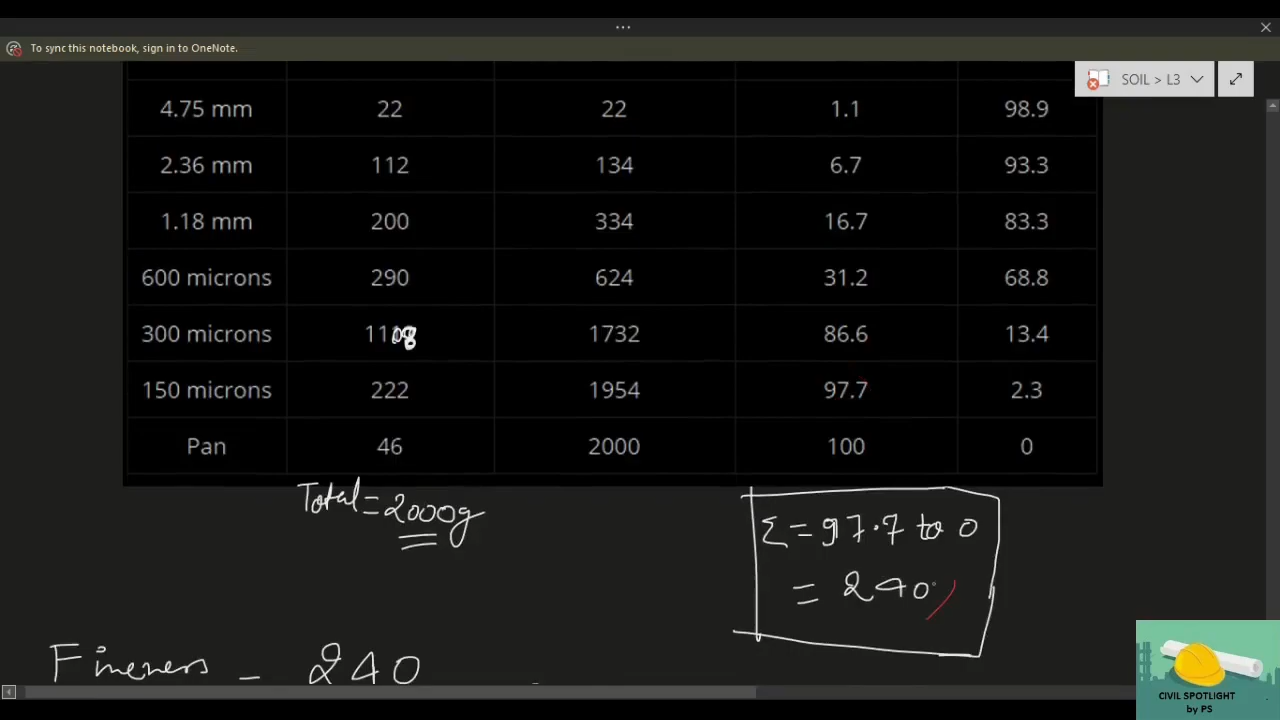 To sync this notebook, sign in to OneNote.
SOIL > L3
4.75 mm 22 22 1.1 98.9
2.36 mm 112 134 6.7 93.3
1.18 mm 200 334 16.7 83.3
600 microns 290 624 31.2 68.8
300 microns 1108 1732 86.6 13.4
150 microns 222 1954 97.7 2.3
Pan 46 2000 100 0
Total = 2000g
Σ = 97.7 to 0
= 240
Fineness = 240
CIVIL SPOTLIGHT
by PS